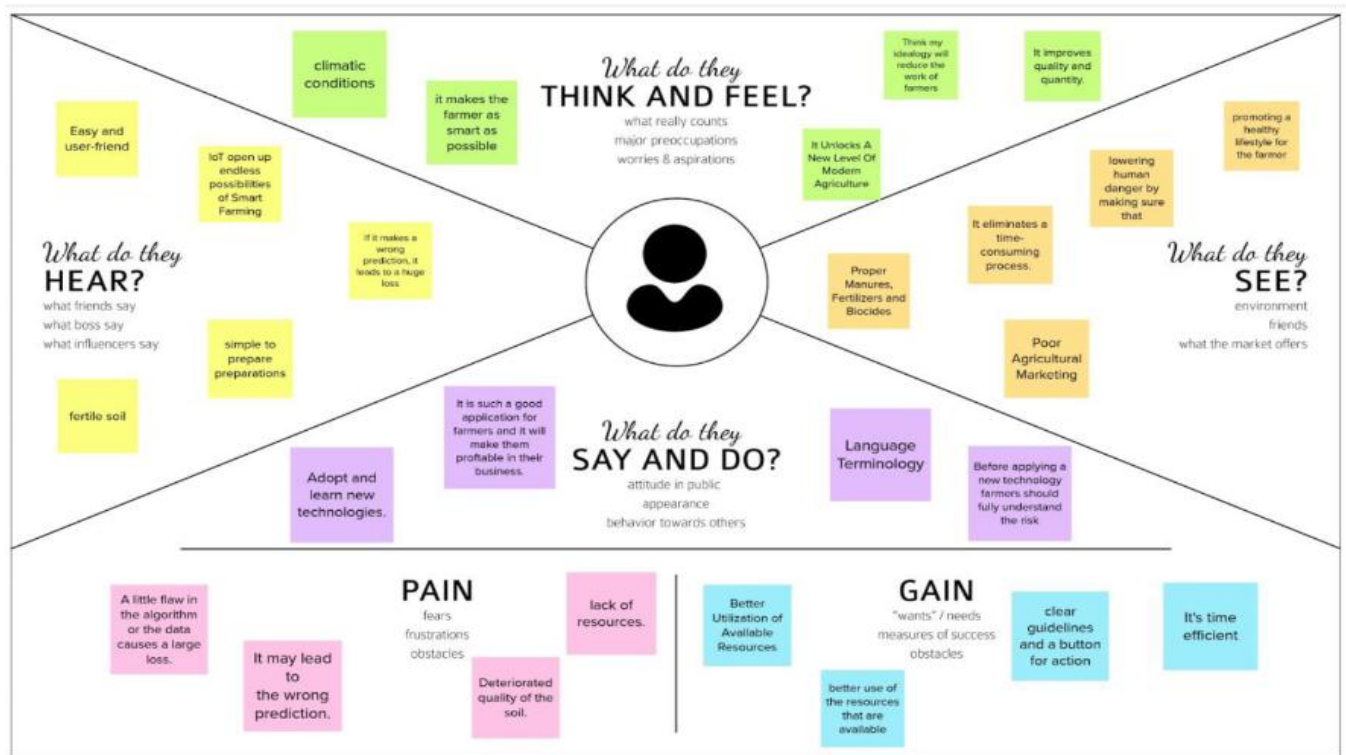 What do they
THINK AND FEEL?
what really counts
major preoccupations
worries & aspirations
climatic
conditions
it makes the
farmer as
smart as
possible
Think my
idealogy will
reduce the
work of
farmers
It improves
quality and
quantity.
It Unlocks A
New Level Of
Modern
Agriculture
What do they
HEAR?
what friends say
what boss say
what influencers say
Easy and
user-friend
IoT open up
endless
possibilities
of Smart
Farming
If it makes a
wrong
prediction, it
leads to a huge
loss
simple to
prepare
preparations
fertile soil
What do they
SEE?
environment
friends
what the market offers
promoting a
healthy
lifestyle for
the farmer
lowering
human
danger by
making sure
that
It eliminates a
time-
consuming
process.
Proper
Manures,
Fertilizers and
Biocides
Poor
Agricultural
Marketing
What do they
SAY AND DO?
attitude in public
appearance
behavior towards others
It is such a good
application for
farmers and it will
make them
proftable in their
business.
Adopt and
learn new
technologies.
Language
Terminology
Before applying a
new technology
farmers should
fully understand
the risk
PAIN
fears
frustrations
obstacles
A little flaw in
the algorithm
or the data
causes a large
loss.
It may lead
to
the wrong
prediction.
lack of
resources.
Deteriorated
quality of the
soil.
GAIN
"wants" / needs
measures of success
obstacles
Better
Utilization of
Available
Resources
better use of
the resources
that are
available
clear
guidelines
and a button
for action
It's time
efficient